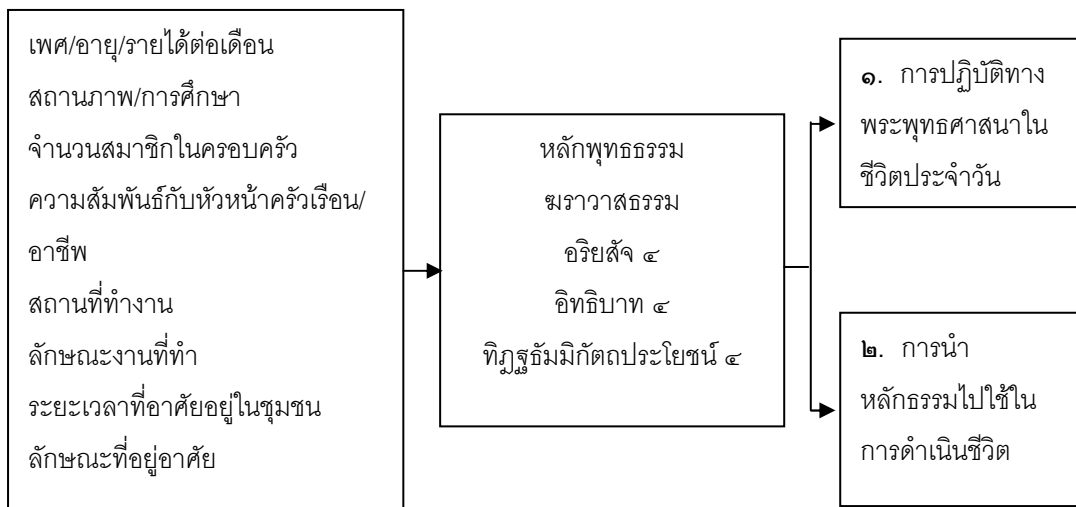 เพศ/อายุ/รายได้ต่อเดือน
สถานภาพ/การศึกษา
จำนวนสมาชิกในครอบครัว
ความสัมพันธ์กับหัวหน้าครัวเรือน/
อาชีพ
สถานที่ทำงาน
ลักษณะงานที่ทำ
ระยะเวลาที่อาศัยอยู่ในชุมชน
ลักษณะที่อยู่อาศัย
หลักพุทธธรรม
ฆราวาสธรรม
อริยสัจ ๔
อิทธิบาท ๔
ทิฏฐธัมมิกัตถประโยชน์ ๔
๑. การปฏิบัติทาง
พระพุทธศาสนาใน
ชีวิตประจำวัน
๒. การนำ
หลักธรรมไปใช้ใน
การดำเนินชีวิต